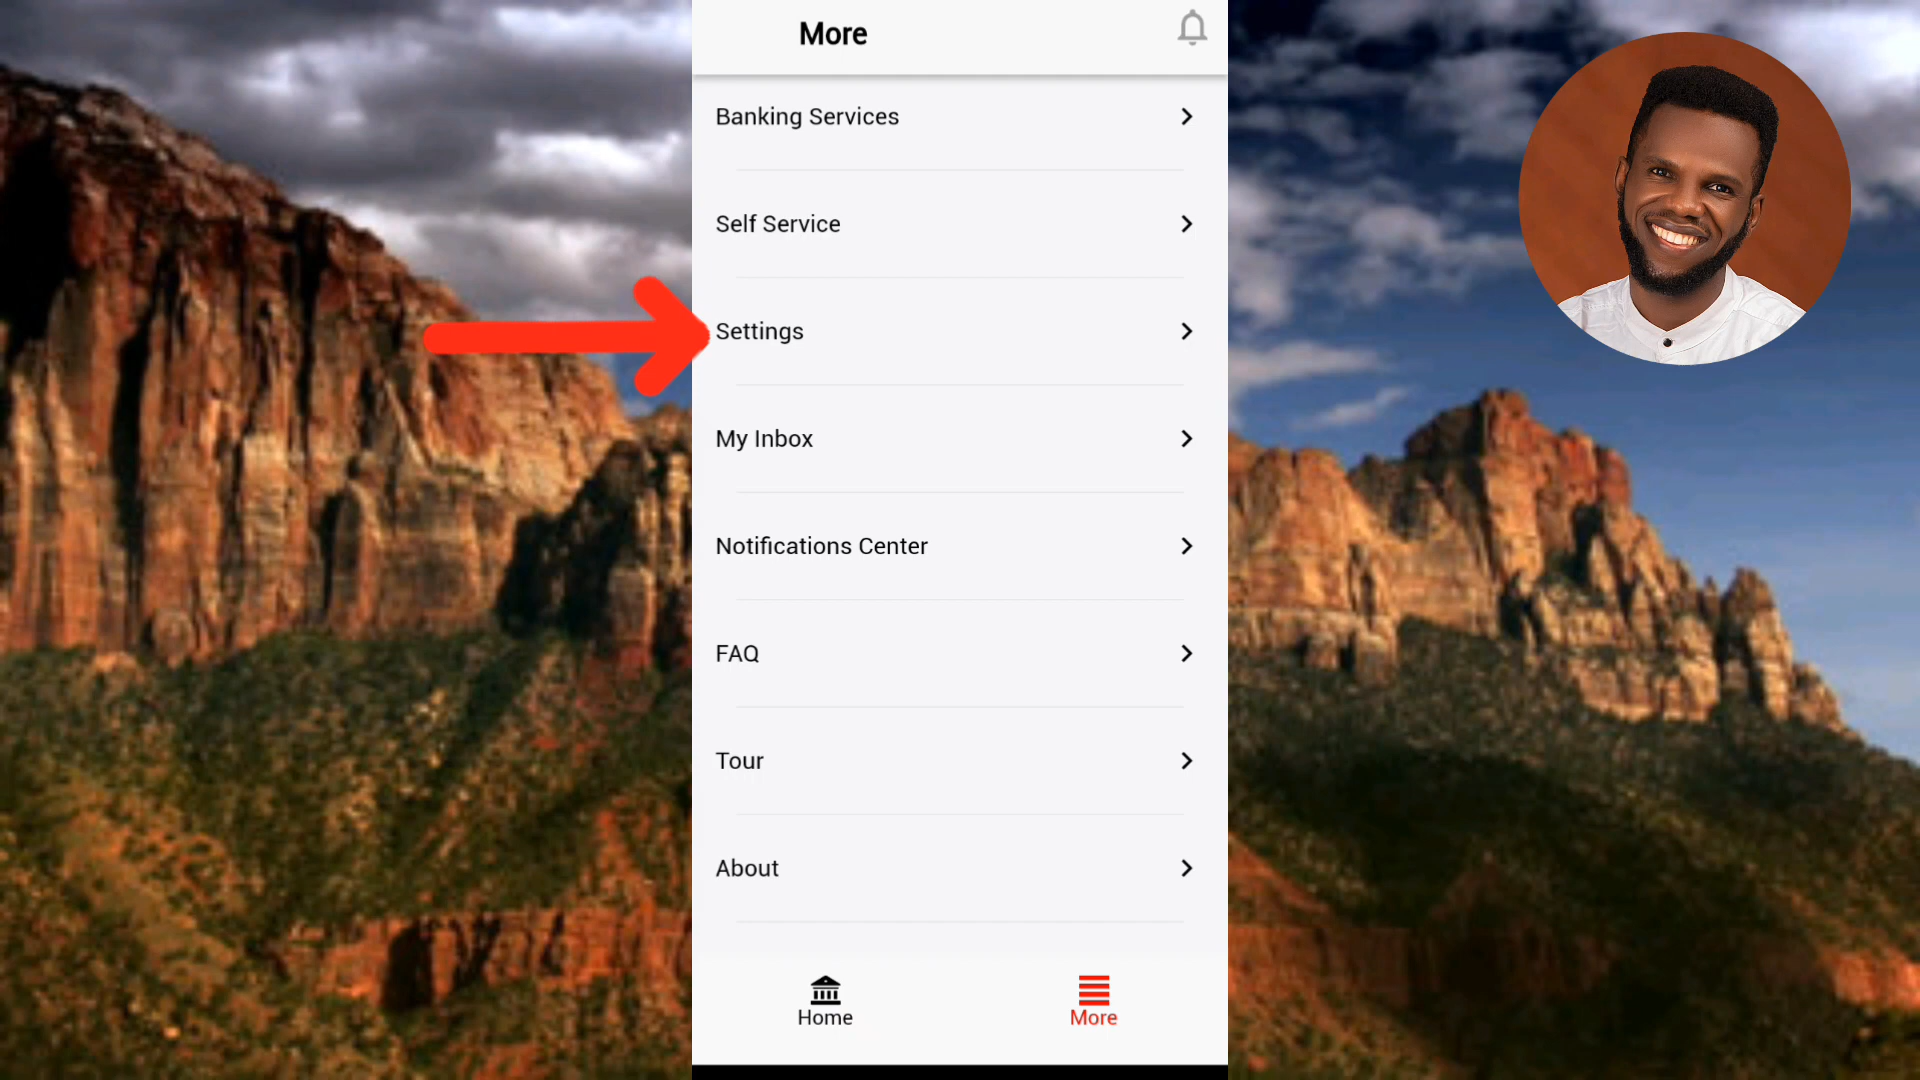 More
Banking Services
Self Service
Settings
My Inbox
Notifications Center
FAQ
Tour
About
Home
More